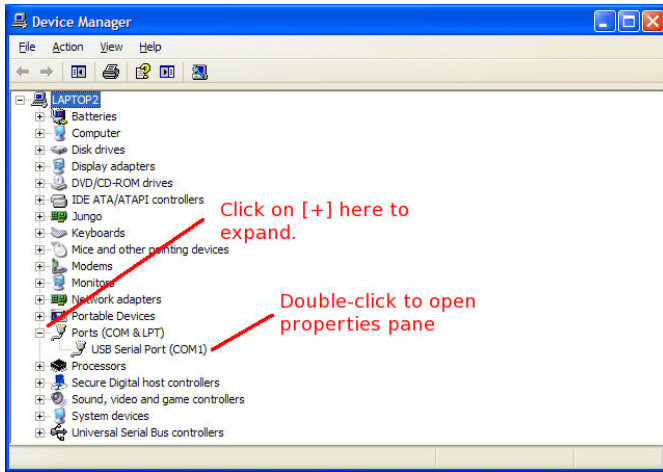 Device Manager
File Action View Help
LAPTOP2
Batteries
Computer
Disk drives
Display adapters
DVD/CD-ROM drives
IDE ATA/ATAPI controllers
Click on [+] here to
expand.
Jungo
Keyboards
Mice and other pointing devices
Modems
Monitors
Network adapters
Double-click to open
properties pane
Portable Devices
Ports (COM & LPT)
USB Serial Port (COM1)
Processors
Secure Digital host controllers
Sound, video and game controllers
System devices
Universal Serial Bus controllers